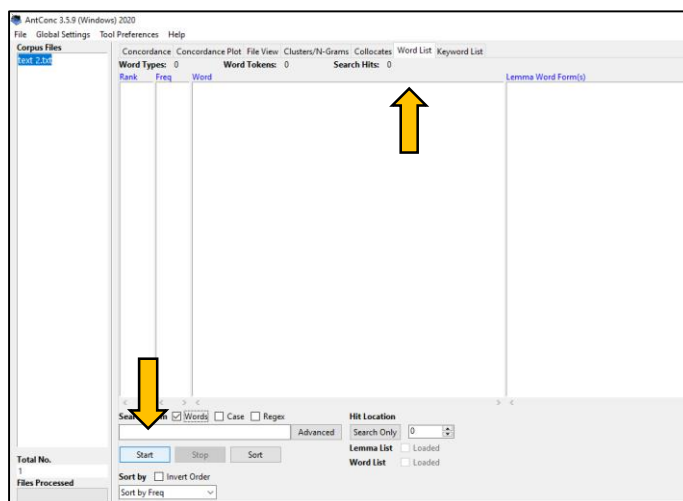 AntConc 3.5.9 (Windows) 2020
File Global Settings Tool Preferences Help
Corpus Files
text 2.txt
Concordance Concordance Plot File View Clusters/N-Grams Collocates Word List Keyword List
Word Types: 0 Word Tokens: 0 Search Hits: 0
Rank Freq Word Lemma Word Form(s)
Words Case Regex Hit Location
Advanced Search Only 0
Start Stop Sort Lemma List Loaded
Word List Loaded
Total No.
1
Files Processed
Sort by Invert Order
Sort by Freq